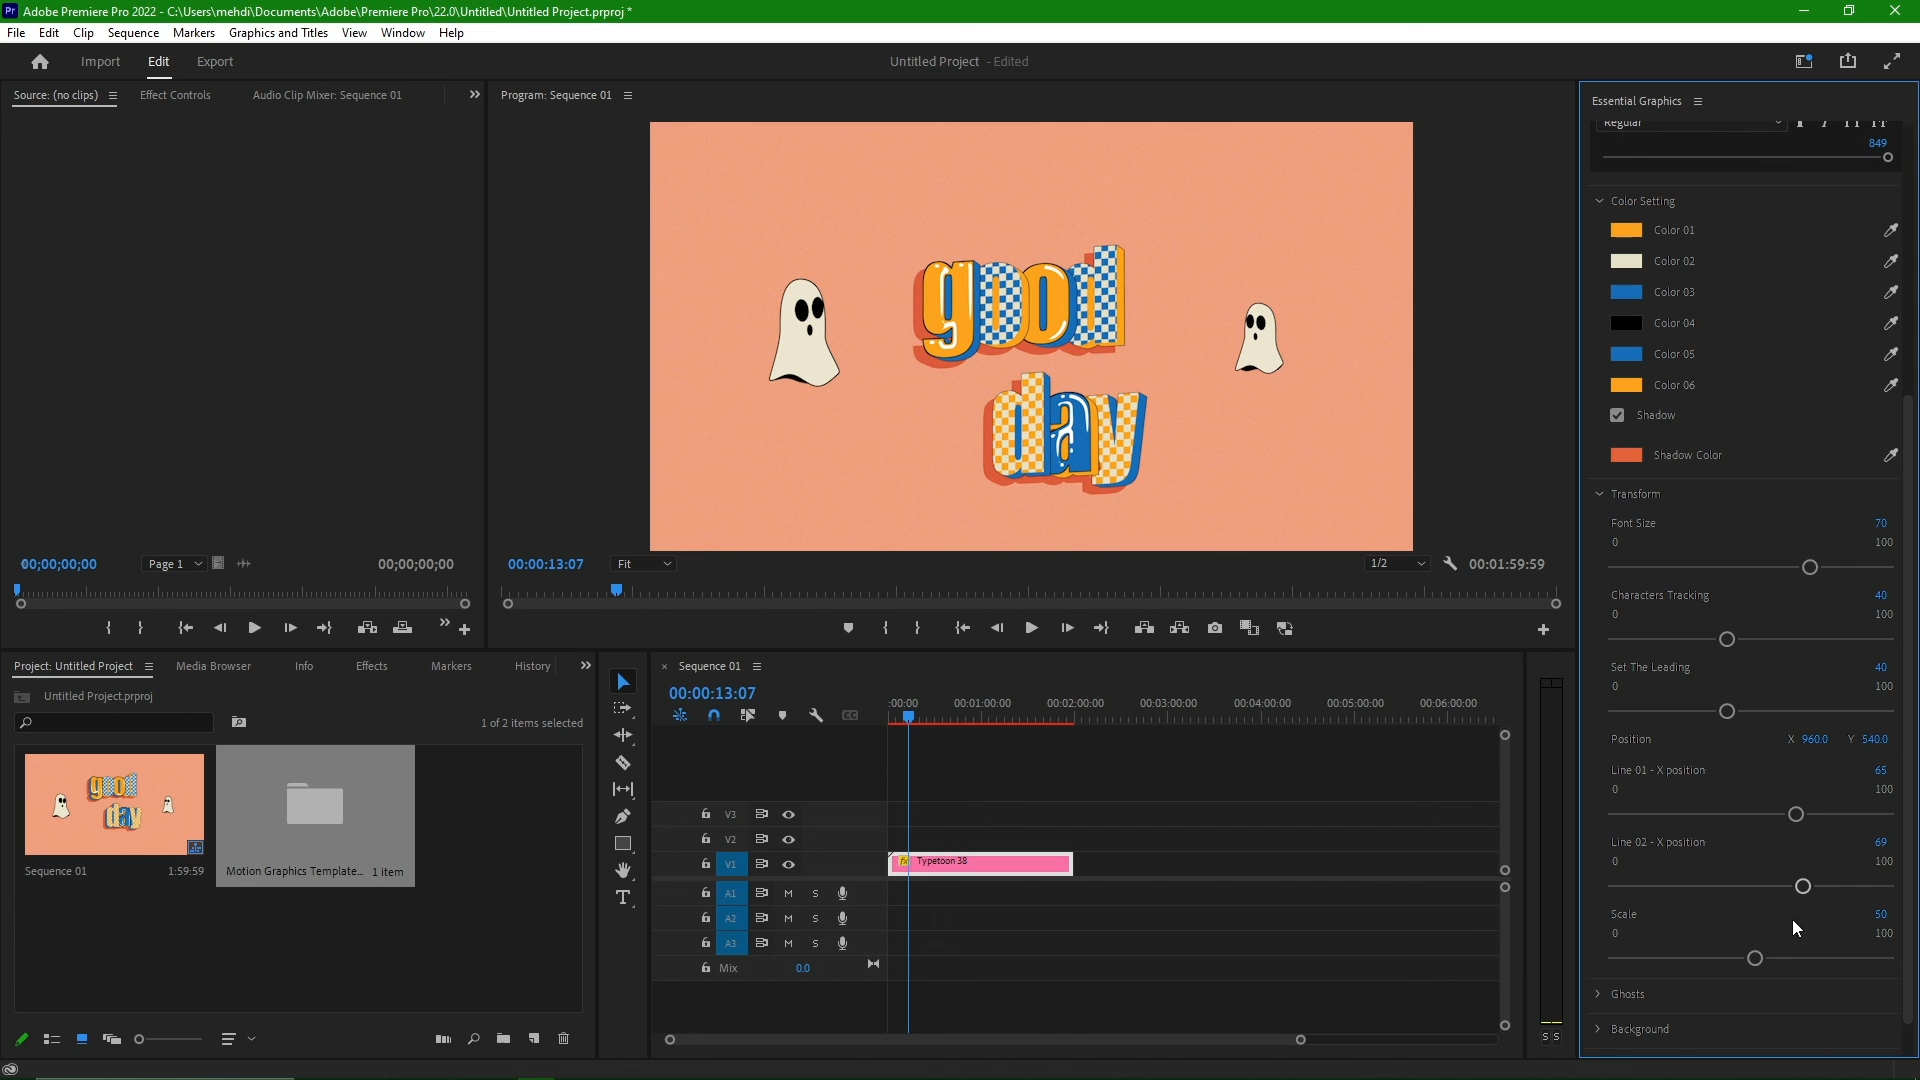 Pr Adobe Premiere Pro 2022 - C:\Users\mehdi\Documents\Adobe\Premiere Pro\22.0\Untitled\Untitled Project.prproj *
File Edit Clip Sequence Markers Graphics and Titles View Window Help
Import Edit Export
Untitled Project - Edited
Source: (no clips) Effect Controls Audio Clip Mixer: Sequence 01
Program: Sequence 01
good
day
00;00;00;00 Page 1 00;00;00;00
00:00:13:07 Fit 1/2 00:01:59:59
Project: Untitled Project Media Browser Info Effects Markers History
Untitled Project.prproj
1 of 2 items selected
good
day
Sequence 01 1:59:59
Motion Graphics Template... 1 item
Sequence 01
00:00:13:07
:00:00 00:01:00:00 00:02:00:00 00:03:00:00 00:04:00:00 00:05:00:00 00:06:00:00
V3
V2
V1 fx Typetoon 38
A1 M S
A2 M S
A3 M S
Mix 0.0
S S
Essential Graphics
Regular
849
Color Setting
Color 01
Color 02
Color 03
Color 04
Color 05
Color 06
Shadow
Shadow Color
Transform
Font Size 70
0 100
Characters Tracking 40
0 100
Set The Leading 40
0 100
Position X 960.0 Y 540.0
Line 01 - X position 65
0 100
Line 02 - X position 69
0 100
Scale 50
0 100
Ghosts
Background